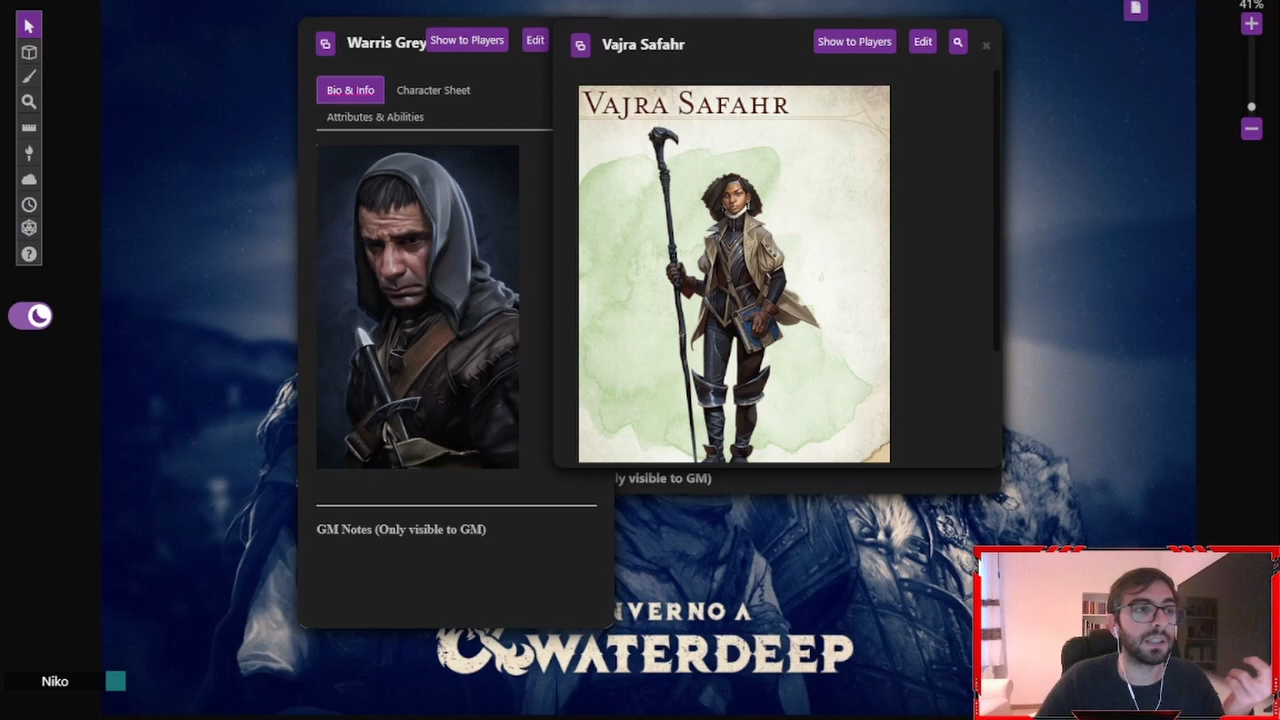 41%
Warris Grey
Show to Players
Edit
Vajra Safahr
Show to Players
Edit
Bio & Info
Character Sheet
Attributes & Abilities
VAJRA SAFAHR
ly visible to GM)
GM Notes (Only visible to GM)
NVERNO A
WATERDEEP
Niko